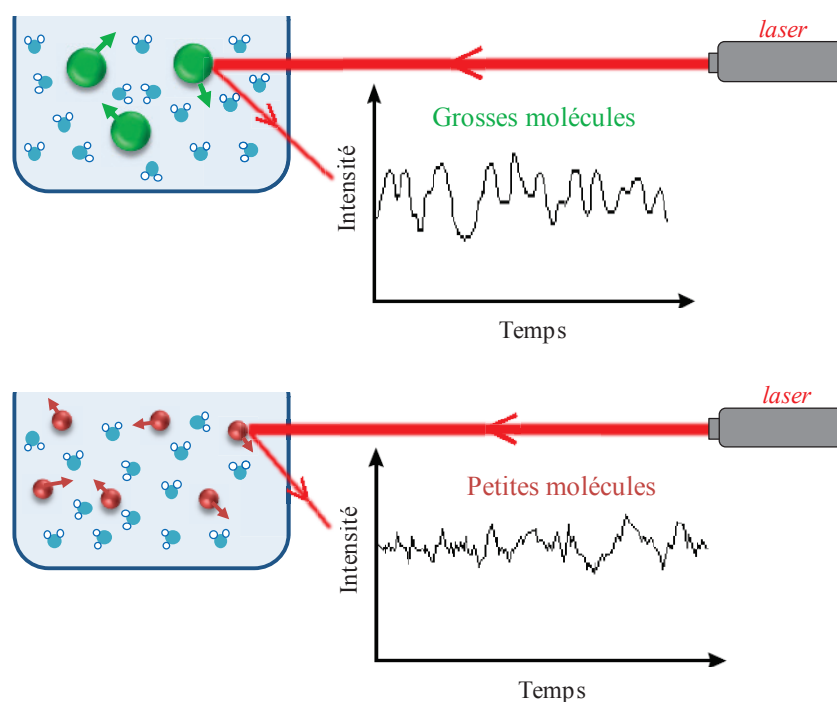 laser
Grosses molécules
Intensité
Temps
laser
Petites molécules
Intensité
Temps